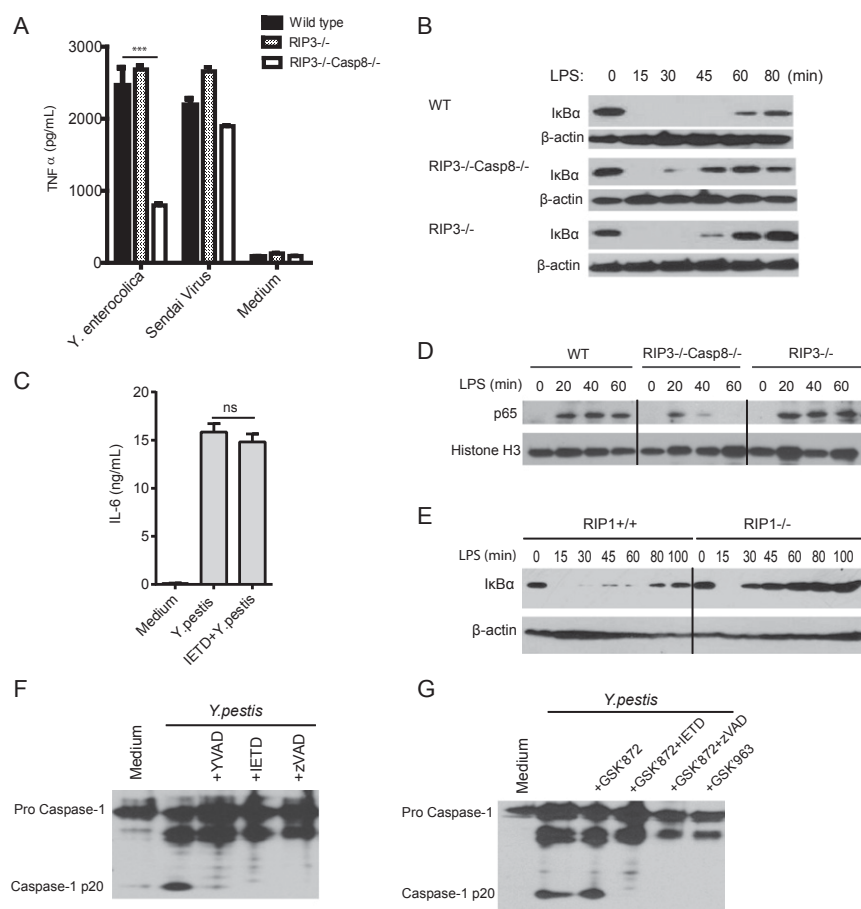 A
Wild type
RIP3-/-
RIP3-/-Casp8-/-
***
3000
2000
1000
0
TNF α (pg/mL)
Y. enterocolica
Sendai Virus
Medium
B
LPS: 0 15 30 45 60 80 (min)
WT
IκBα
β-actin
RIP3-/-Casp8-/-
IκBα
β-actin
RIP3-/-
IκBα
β-actin
C
ns
20
15
10
5
0
IL-6 (ng/mL)
Medium
Y.pestis
IETD+Y.pestis
D
WT RIP3-/-Casp8-/- RIP3-/-
LPS (min) 0 20 40 60 0 20 40 60 0 20 40 60
p65
Histone H3
E
RIP1+/+ RIP1-/-
LPS (min) 0 15 30 45 60 80 100 0 15 30 45 60 80 100
IκBα
β-actin
F
Y.pestis
Medium
+YVAD
+IETD
+zVAD
Pro Caspase-1
Caspase-1 p20
G
Y.pestis
Medium
+GSK'872
+GSK'872+IETD
+GSK'872+zVAD
+GSK'963
Pro Caspase-1
Caspase-1 p20